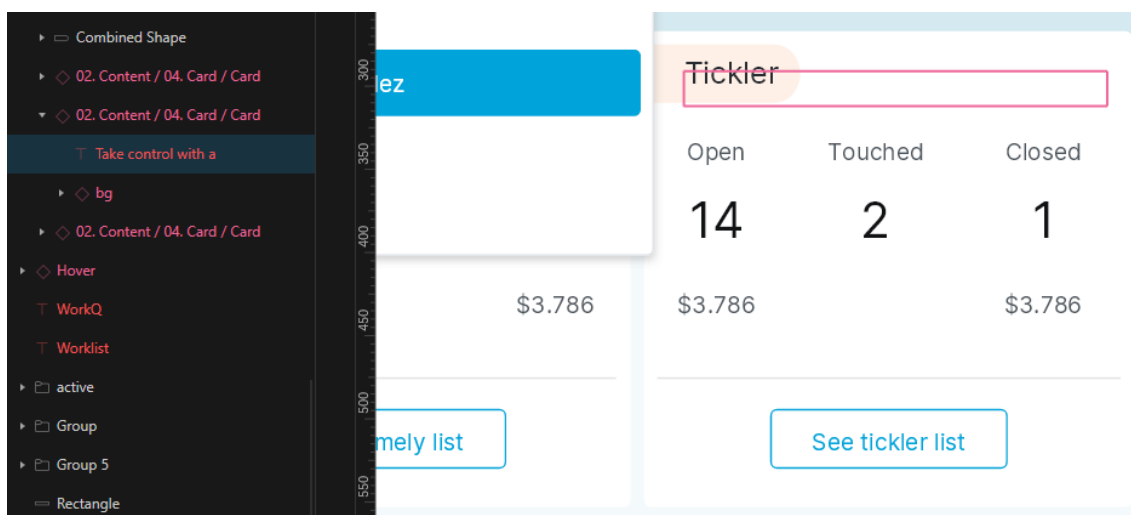 Combined Shape
02. Content / 04. Card / Card
02. Content / 04. Card / Card
Take control with a
bg
02. Content / 04. Card / Card
Hover
WorkQ
Worklist
active
Group
Group 5
Rectangle
300
350
400
450
500
550
ez
$3.786
mely list
Tickler
Open Touched Closed
14 2 1
$3.786 $3.786
See tickler list